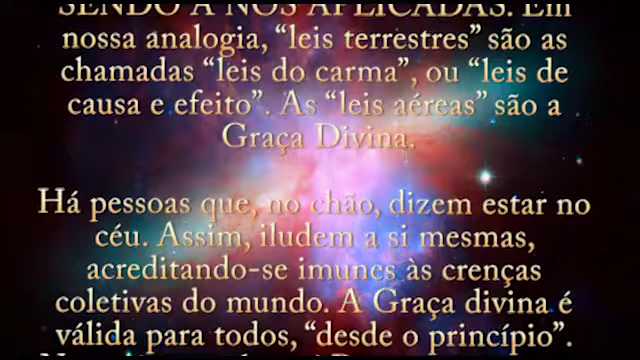 SENDO A NÓS APLICADAS. Em
nossa analogia, “leis terrestres” são as
chamadas “leis do carma”, ou “leis de
causa e efeito”. As “leis aéreas” são a
Graça Divina.
Há pessoas que, no chão, dizem estar no
céu. Assim, iludem a si mesmas,
acreditando-se imunes às crenças
coletivas do mundo. A Graça divina é
válida para todos, “desde o princípio”.